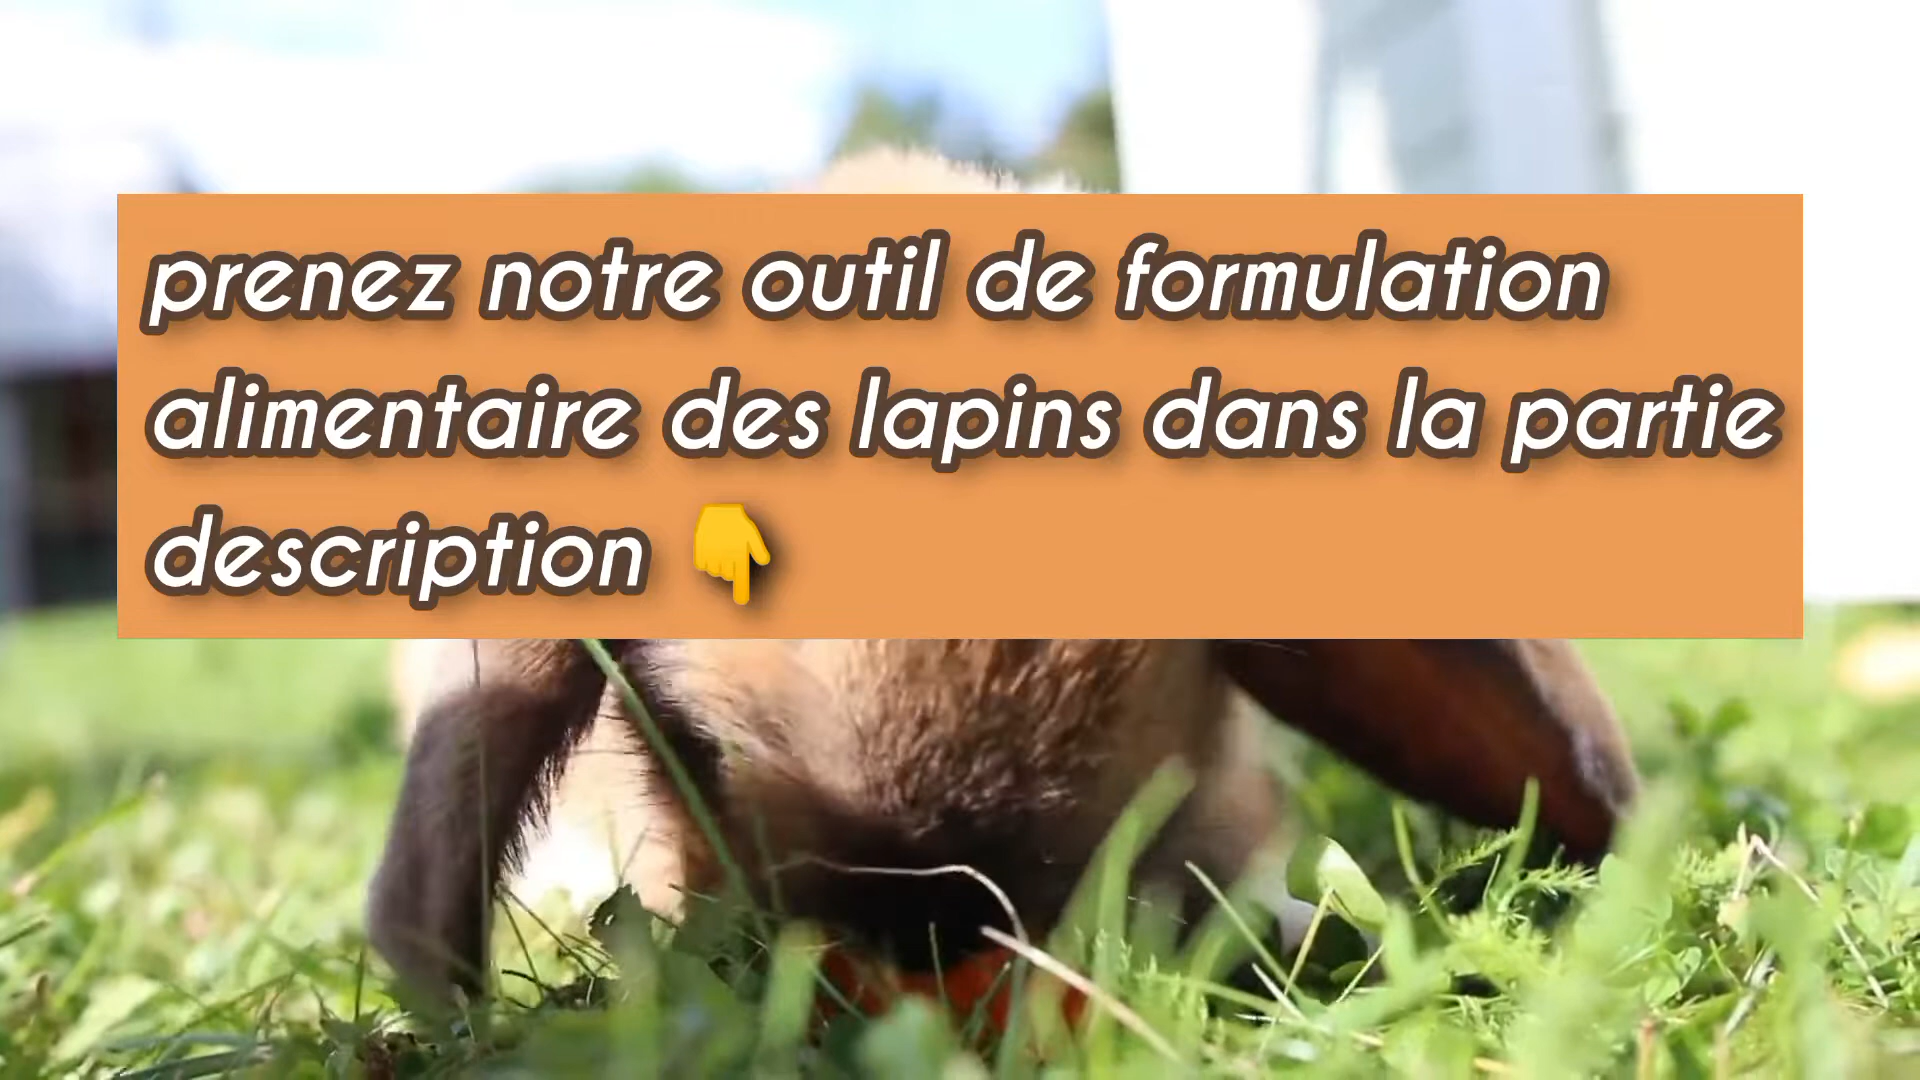 prenez notre outil de formulation
alimentaire des lapins dans la partie
description 👇